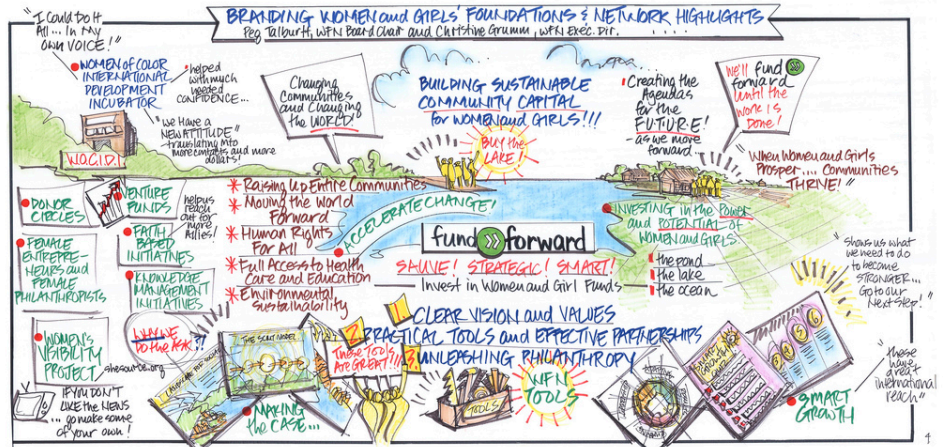 BRANDING WOMEN and GIRLS' FOUNDATIONS & NETWORK HIGHLIGHTS
Peg Talburtt, WFN Board Chair and Christine Grumm, WFN Exec. Dir.
"I Could Do It
All... In My
Own VOICE!"
WOMEN of COLOR
INTERNATIONAL
DEVELOPMENT
INCUBATOR
helped
with much
needed
CONFIDENCE...
"We Have a
NEW ATTITUDE"
translating into
more contacts and more
dollars!
W.O.C.I.D.I.
Changing
Communities
and Changing
the WORLD!
BUILDING SUSTAINABLE
COMMUNITY CAPITAL
for WOMEN and GIRLS!!!
BUY the
LAKE!
Creating the
Agendas
for the
FUTURE!
as we move
forward...
We'll fund
forward
until the
work is
Done!
"When Women and Girls
Prosper.... Communities
THRIVE!"
DONOR
CIRCLES
VENTURE
FUNDS
helps
reach
out for
more
Allies!
FAITH
BASED
INITIATIVES
FEMALE
ENTREPRE-
NEURS and
FEMALE
PHILANTHROPISTS
KNOWLEDGE
MANAGEMENT
INITIATIVES
WOMEN'S
VISIBILITY
PROJECT
shesource.org
WHY WE
Do the ASK!?!
IF YOU DON'T
LIKE the NEWS
... go make some
of your own!
* Raising Up Entire Communities
* Moving the World
Forward
* Human Rights
For All
* Full Access to Health
Care and Education
* Environmental
Sustainability
ACCELERATE CHANGE!
fund >> forward
SAUVE! STRATEGIC! SMART!
Invest in Women and Girl Funds
INVESTING in the POWER
and POTENTIAL of
WOMEN and GIRLS
the pond
the lake
the ocean
shows us what
we need to do
to become
STRONGER...
Go to our
Next Step!
1. CLEAR VISION and VALUES
2. PRACTICAL TOOLS and EFFECTIVE PARTNERSHIPS
3. UNLEASHING PHILANTHROPY
These TOOLS
Are GREAT!!!
THE SCOUT MODEL
MAKING
the CASE...
TOOLS!
WFN
TOOLS
SMART
GROWTH
"these
have
great
international
reach"